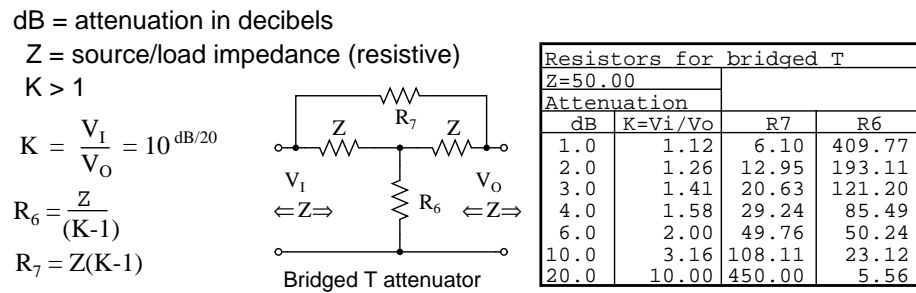 dB = attenuation in decibels
Z = source/load impedance (resistive)
K > 1
K = V_I / V_O = 10^dB/20
R_6 = Z / (K-1)
R_7 = Z(K-1)
R_7
Z Z
V_I R_6 V_O
⇐Z⇒ ⇐Z⇒
Bridged T attenuator
Resistors for bridged T
Z=50.00
Attenuation
dB K=Vi/Vo R7 R6
1.0 1.12 6.10 409.77
2.0 1.26 12.95 193.11
3.0 1.41 20.63 121.20
4.0 1.58 29.24 85.49
6.0 2.00 49.76 50.24
10.0 3.16 108.11 23.12
20.0 10.00 450.00 5.56